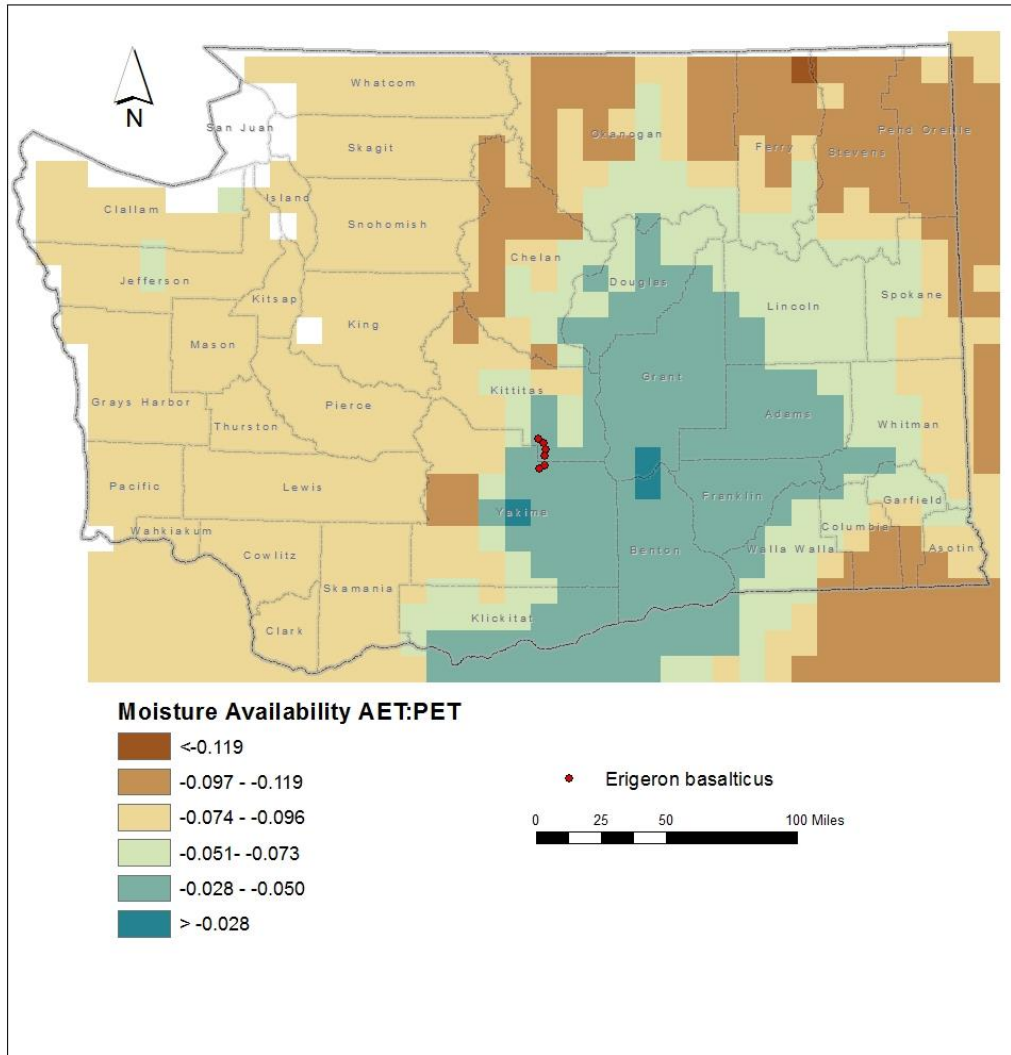 N
Whatcom
San Juan
Skagit
Okanogan
Ferry
Stevens
Pend Oreille
Island
Clallam
Snohomish
Chelan
Douglas
Jefferson
Kitsap
Lincoln
Spokane
King
Mason
Grant
Kittitas
Grays Harbor
Pierce
Adams
Thurston
Whitman
Pacific
Lewis
Yakima
Franklin
Garfield
Wahkiakum
Columbia
Cowlitz
Benton
Walla Walla
Asotin
Skamania
Klickitat
Clark
Moisture Availability AET:PET
<-0.119
-0.097 - -0.119
-0.074 - -0.096
-0.051- -0.073
-0.028 - -0.050
> -0.028
Erigeron basalticus
0 25 50 100 Miles